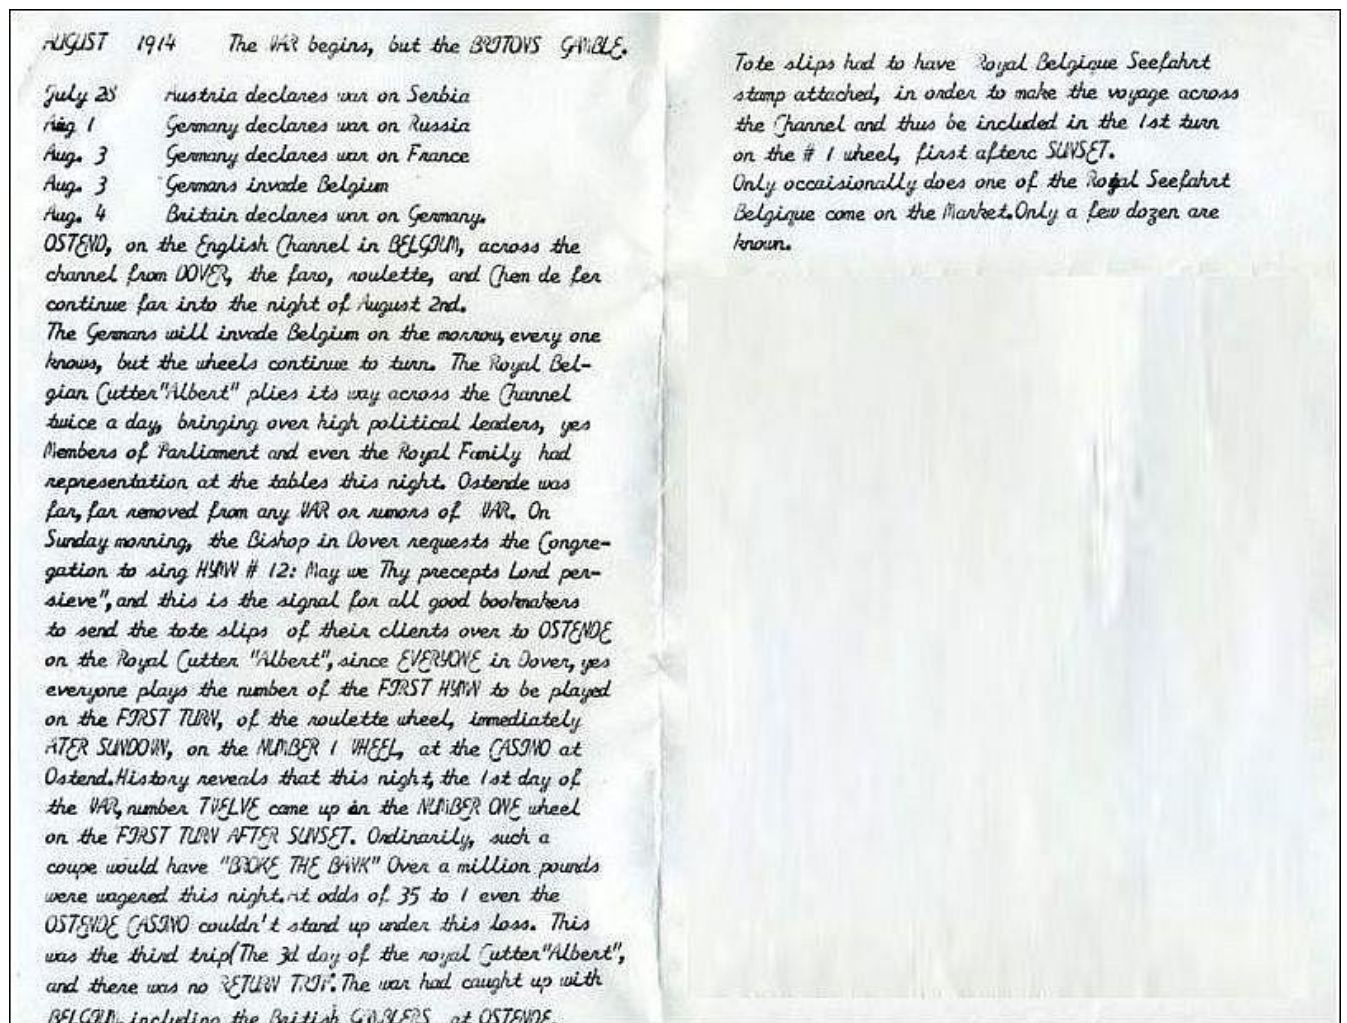 AUGUST 1914 The WAR begins, but the BRITONS GAMBLE.
July 28 Austria declares war on Serbia
Aug 1 Germany declares war on Russia
Aug. 3 Germany declares war on France
Aug. 3 Germans invade Belgium
Aug. 4 Britain declares war on Germany.
OSTEND, on the English Channel in BELGIUM, across the
channel from DOVER, the faro, roulette, and Chem de fer
continue far into the night of August 2nd.
The Germans will invade Belgium on the morrow, every one
knows, but the wheels continue to turn. The Royal Bel-
gian Cutter"Albert" plies its way across the Channel
twice a day, bringing over high political leaders, yes
Members of Parliament and even the Royal Family had
representation at the tables this night. Ostende was
far, far removed from any WAR or rumors of WAR. On
Sunday morning, the Bishop in Dover requests the Congre-
gation to sing HYMN # 12: May we Thy precepts Lord per-
sieve", and this is the signal for all good bookmakers
to send the tote slips of their clients over to OSTENDE
on the Royal Cutter "Albert", since EVERYONE in Dover, yes
everyone plays the number of the FIRST HYMN to be played
on the FIRST TURN, of the roulette wheel, immediately
ATER SUNDOWN, on the NUMBER 1 WHEEL, at the CASINO at
Ostend.History reveals that this night, the 1st day of
the WAR, number TWELVE came up on the NUMBER ONE wheel
on the FIRST TURN AFTER SUNSET. Ordinarily, such a
coupe would have "BROKE THE BANK" Over a million pounds
were wagered this night.At odds of 35 to 1 even the
OSTENDE CASINO couldn't stand up under this loss. This
was the third trip(The 3d day of the royal Cutter"Albert",
and there was no RETURN TRIP. The war had caught up with
BELGIUM, including the British GAMBLERS at OSTENDE.
Tote slips had to have Royal Belgique Seefahrt
stamp attached, in order to make the voyage across
the Channel and thus be included in the 1st turn
on the # 1 wheel, first afterc SUNSET.
Only occaisionally does one of the Royal Seefahrt
Belgique come on the Market.Only a few dozen are
known.